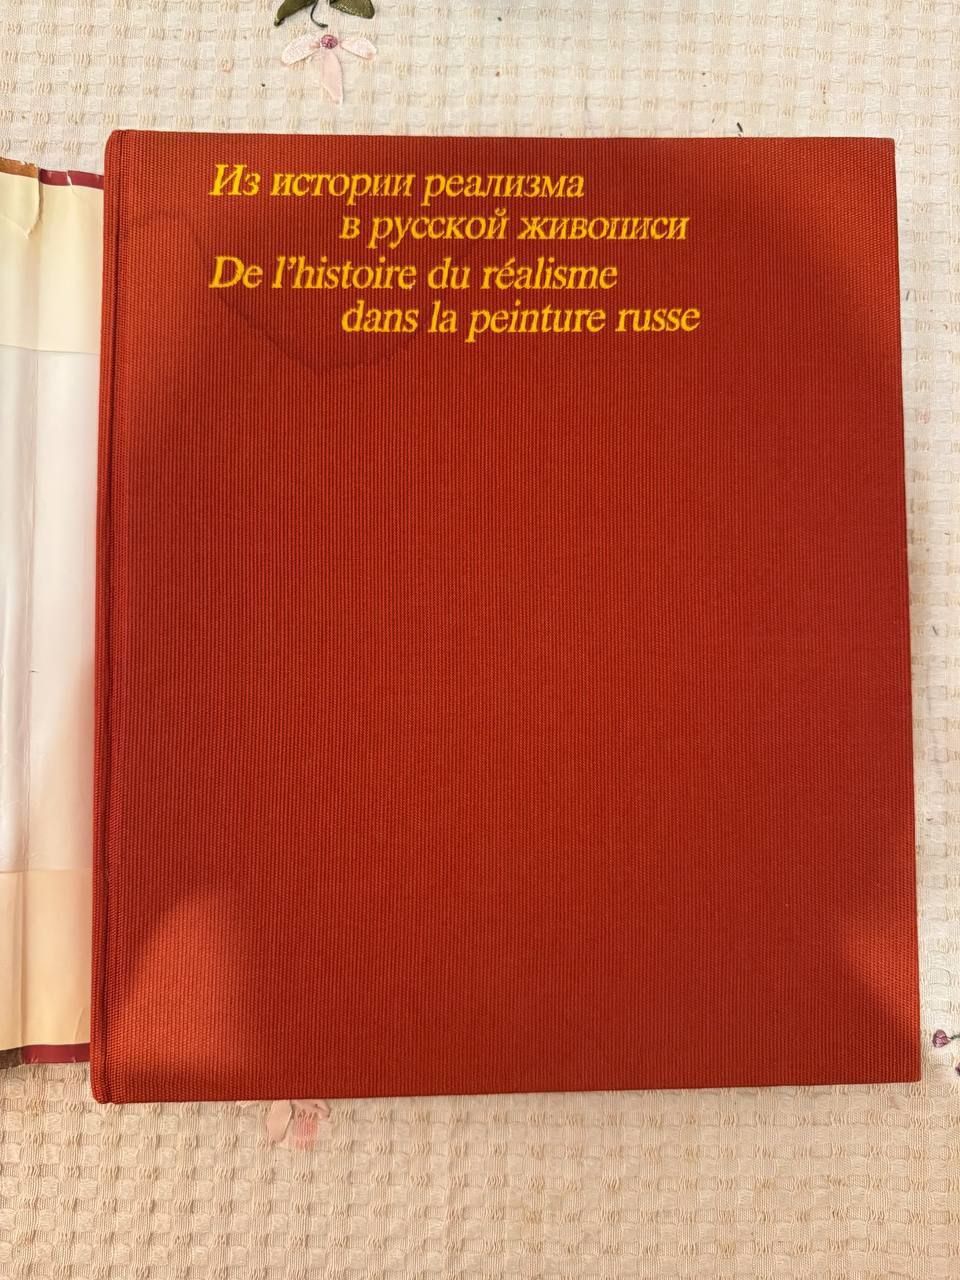 Из истории реализма
в русской живописи
De l'histoire du réalisme
dans la peinture russe